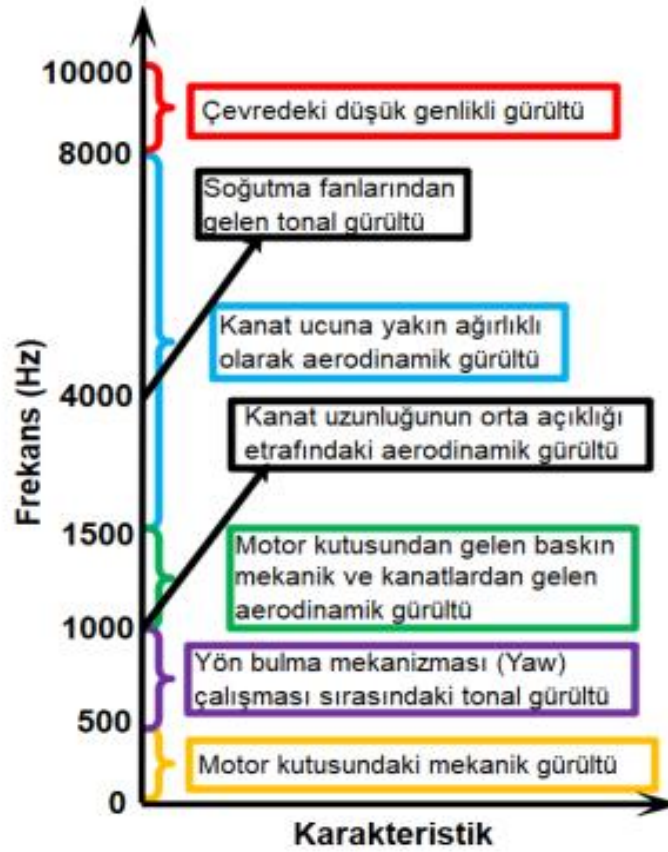 10000
Çevredeki düşük genlikli gürültü
8000
Soğutma fanlarından
gelen tonal gürültü
Kanat ucuna yakın ağırlıklı
olarak aerodinamik gürültü
4000
Kanat uzunluğunun orta açıklığı
etrafındaki aerodinamik gürültü
1500
Motor kutusundan gelen baskın
mekanik ve kanatlardan gelen
aerodinamik gürültü
1000
Yön bulma mekanizması (Yaw)
çalışması sırasındaki tonal gürültü
500
Motor kutusundaki mekanik gürültü
0
Frekans (Hz)
Karakteristik